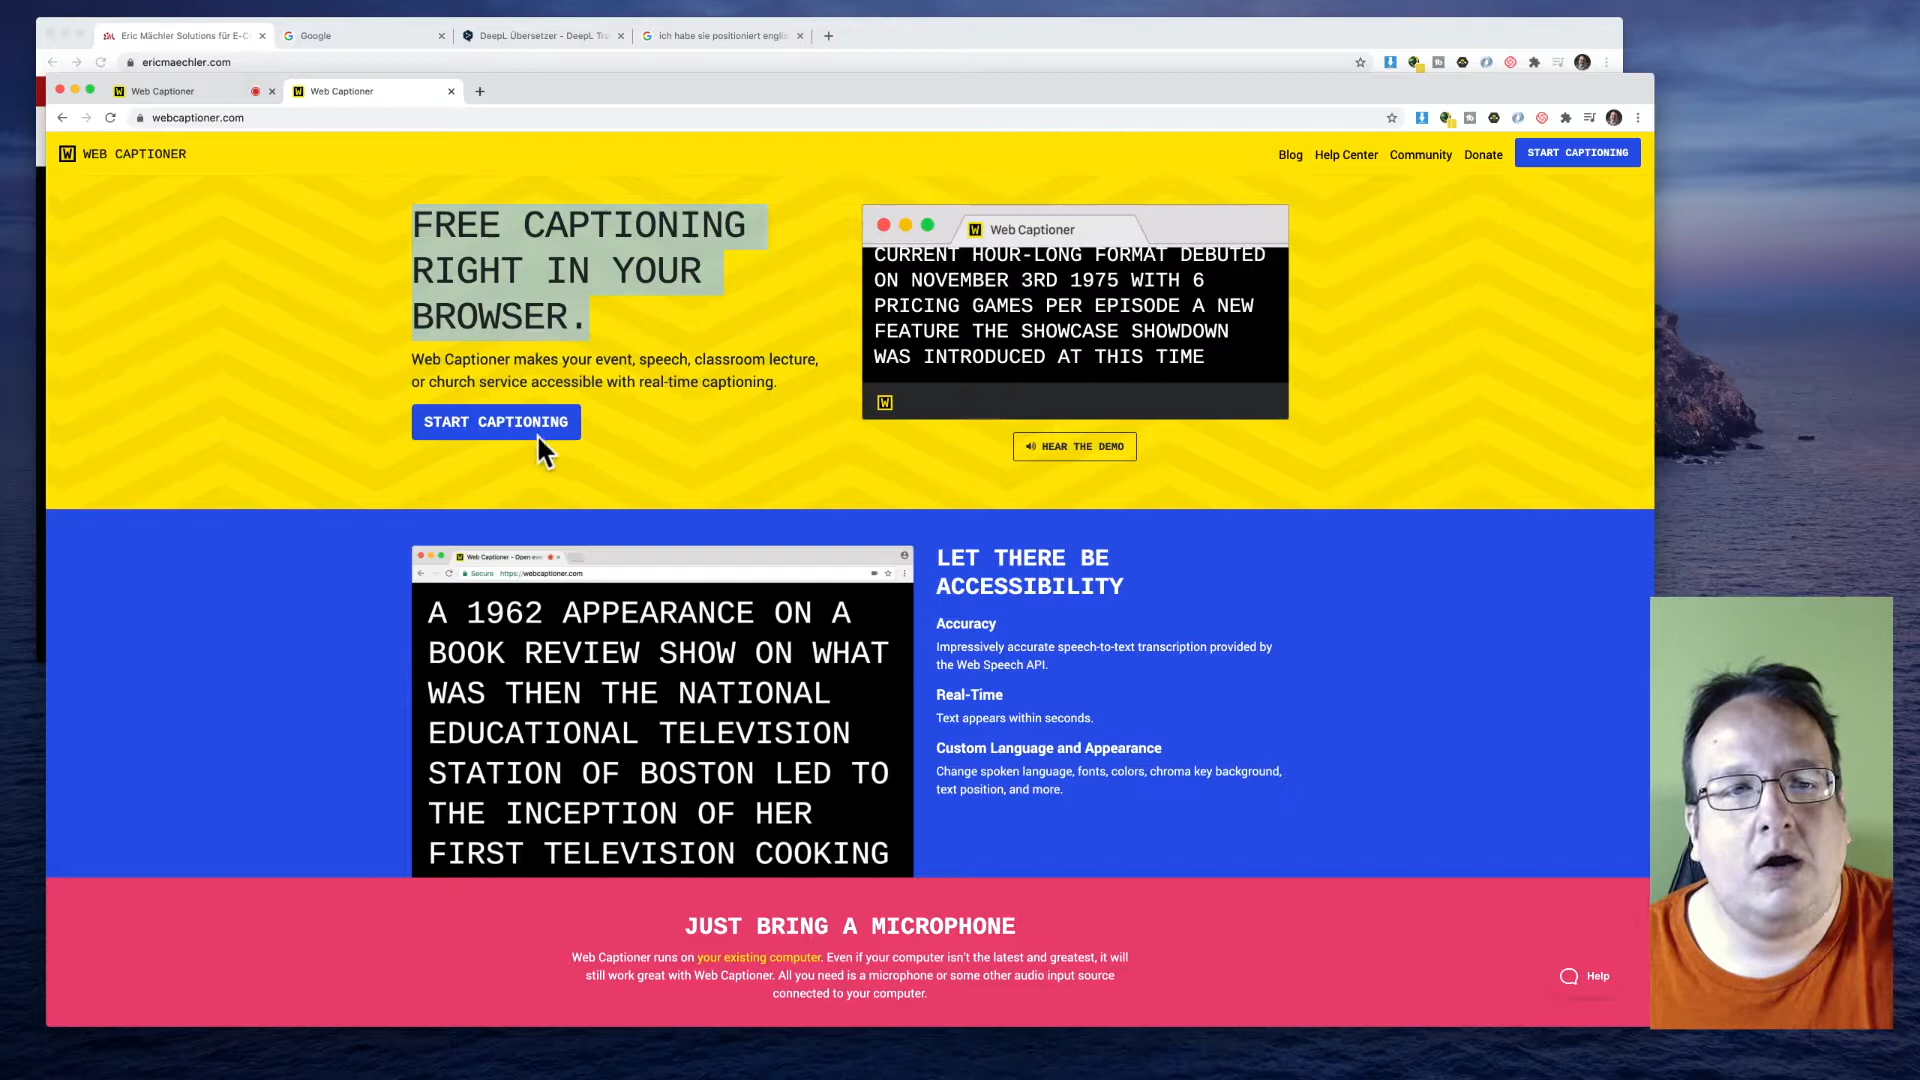 Eric Mächler Solutions für E-C
Google
DeepL Übersetzer - DeepL Tra
ich habe sie positioniert englis
ericmaechler.com
Web Captioner
Web Captioner
webcaptioner.com
WEB CAPTIONER
Blog
Help Center
Community
Donate
START CAPTIONING
FREE CAPTIONING
RIGHT IN YOUR
BROWSER.
Web Captioner makes your event, speech, classroom lecture,
or church service accessible with real-time captioning.
START CAPTIONING
Web Captioner
CURRENT HOUR-LONG FORMAT DEBUTED
ON NOVEMBER 3RD 1975 WITH 6
PRICING GAMES PER EPISODE A NEW
FEATURE THE SHOWCASE SHOWDOWN
WAS INTRODUCED AT THIS TIME
HEAR THE DEMO
Web Captioner - Open eve
Secure https://webcaptioner.com
A 1962 APPEARANCE ON A
BOOK REVIEW SHOW ON WHAT
WAS THEN THE NATIONAL
EDUCATIONAL TELEVISION
STATION OF BOSTON LED TO
THE INCEPTION OF HER
FIRST TELEVISION COOKING
LET THERE BE
ACCESSIBILITY
Accuracy
Impressively accurate speech-to-text transcription provided by
the Web Speech API.
Real-Time
Text appears within seconds.
Custom Language and Appearance
Change spoken language, fonts, colors, chroma key background,
text position, and more.
JUST BRING A MICROPHONE
Web Captioner runs on your existing computer. Even if your computer isn't the latest and greatest, it will
still work great with Web Captioner. All you need is a microphone or some other audio input source
connected to your computer.
Help